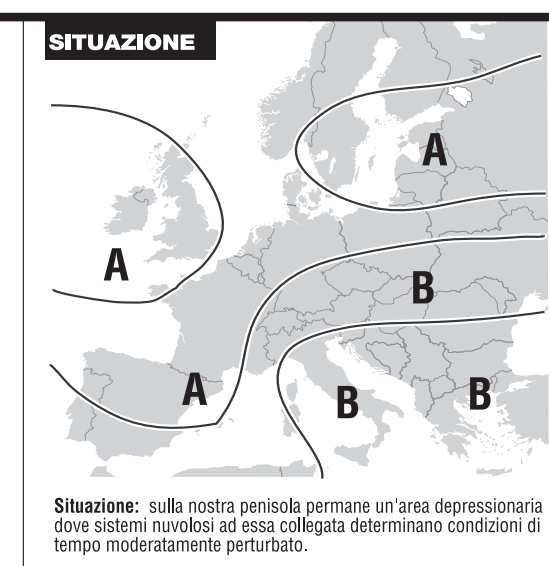 SITUAZIONE
A
A
B
A
B
B
Situazione: sulla nostra penisola permane un'area depressionaria
dove sistemi nuvolosi ad essa collegata determinano condizioni di
tempo moderatamente perturbato.